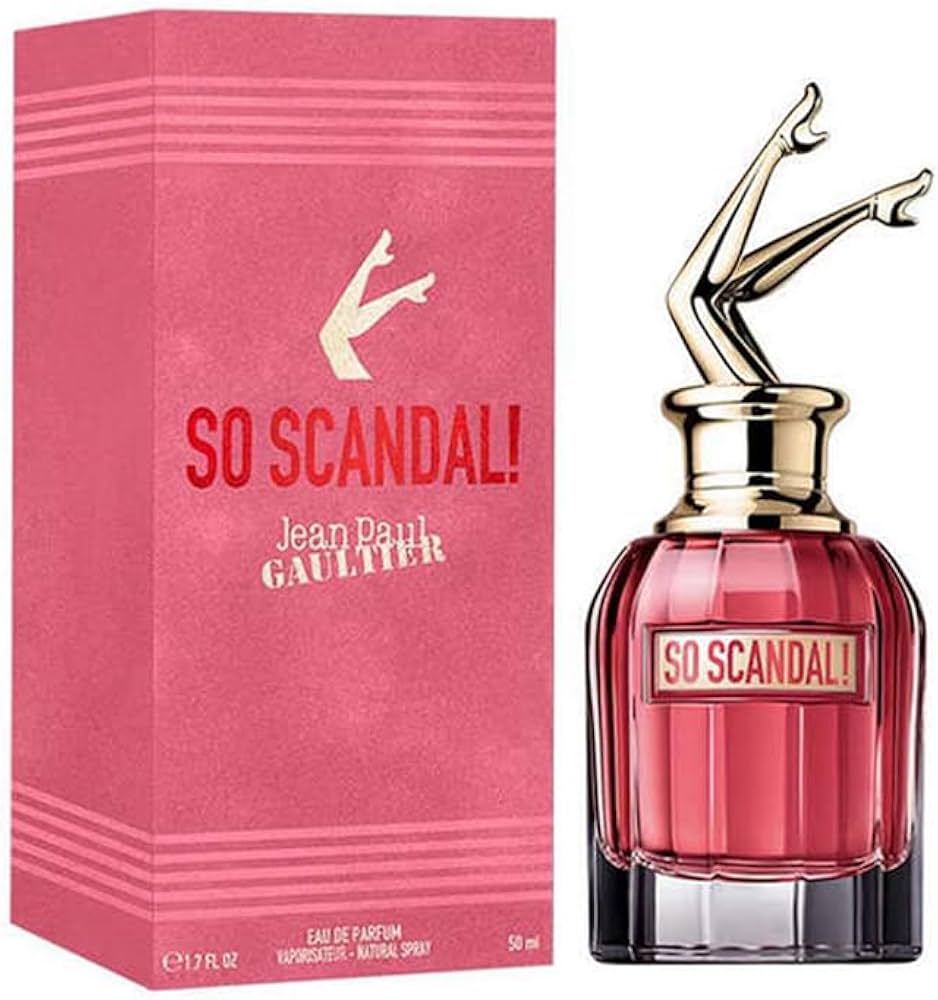 SO SCANDAL!
Jean Paul
GAULTIER
EAU DE PARFUM
VAPORISATEUR - NATURAL SPRAY
℮1.7 FL OZ
50 ml
SO SCANDAL!